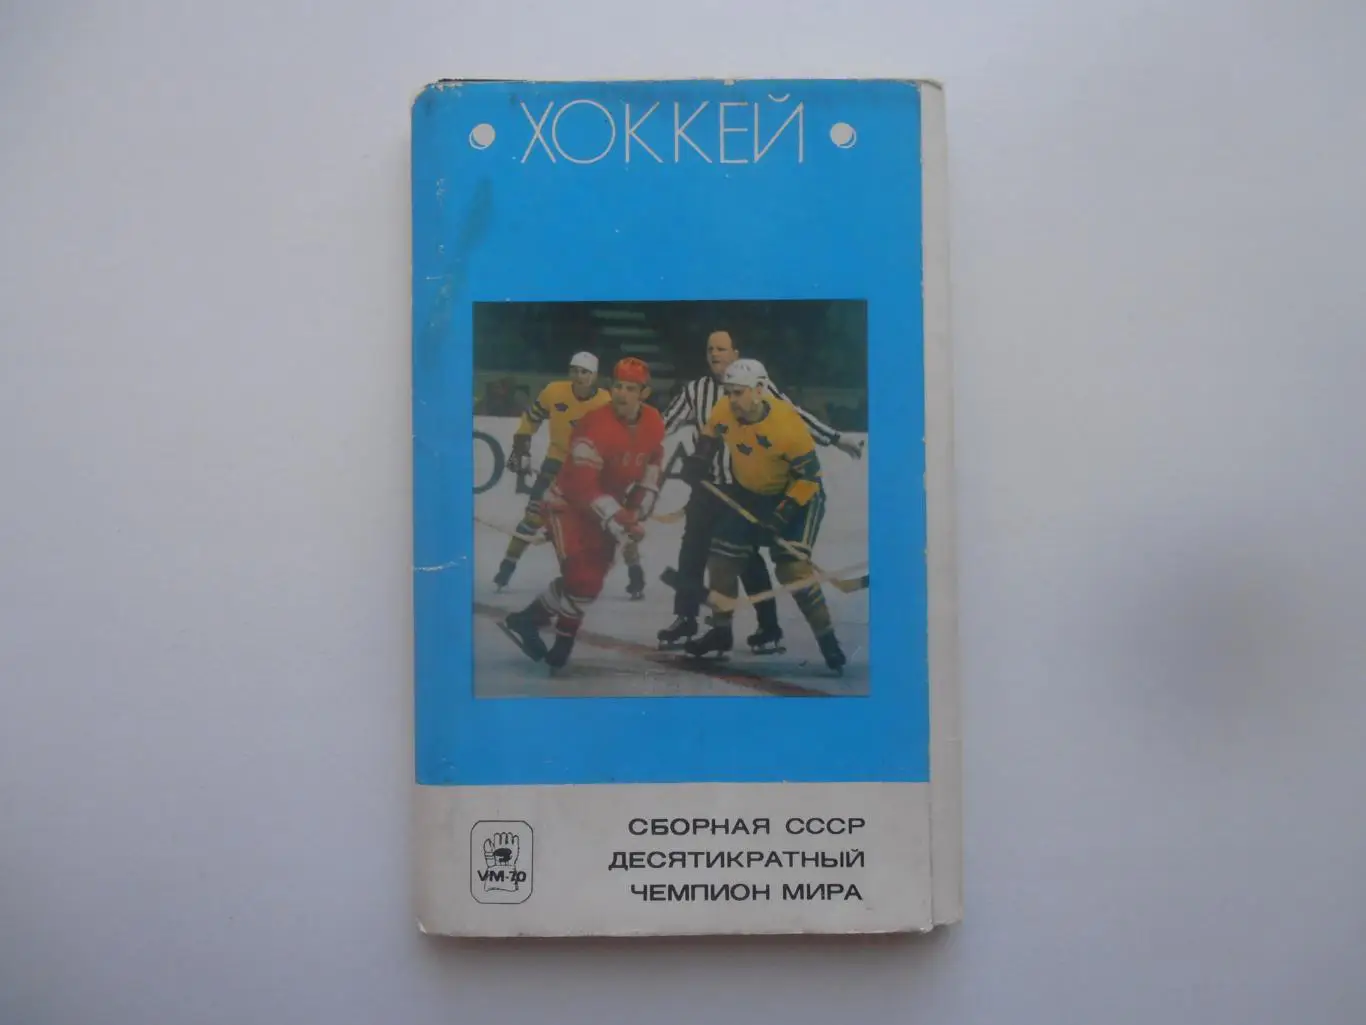 ХОККЕЙ
СБОРНАЯ СССР
ДЕСЯТИКРАТНЫЙ
ЧЕМПИОН МИРА
VM-70